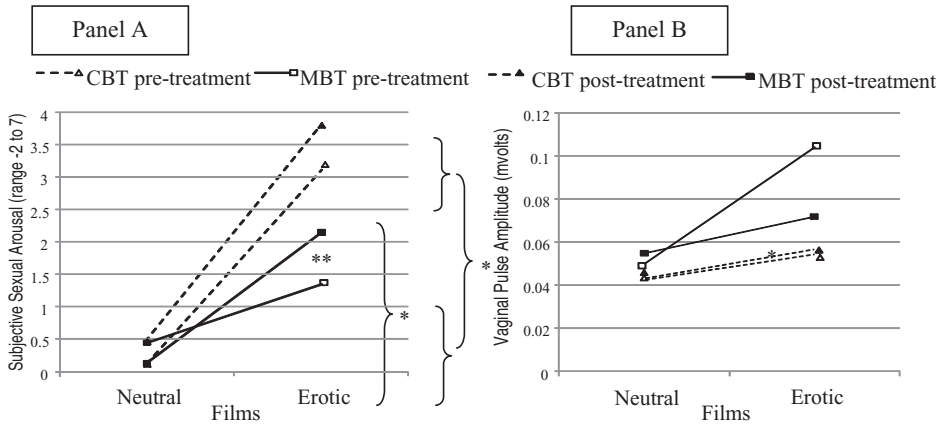 Panel A
Panel B
CBT pre-treatment MBT pre-treatment CBT post-treatment MBT post-treatment
Subjective Sexual Arousal (range -2 to 7)
4
3.5
3
2.5
2
1.5
1
0.5
0
**
*
*
Neutral Erotic
Films
Vaginal Pulse Amplitude (mvolts)
0.12
0.1
0.08
0.06
0.04
0.02
0
*
Neutral Erotic
Films